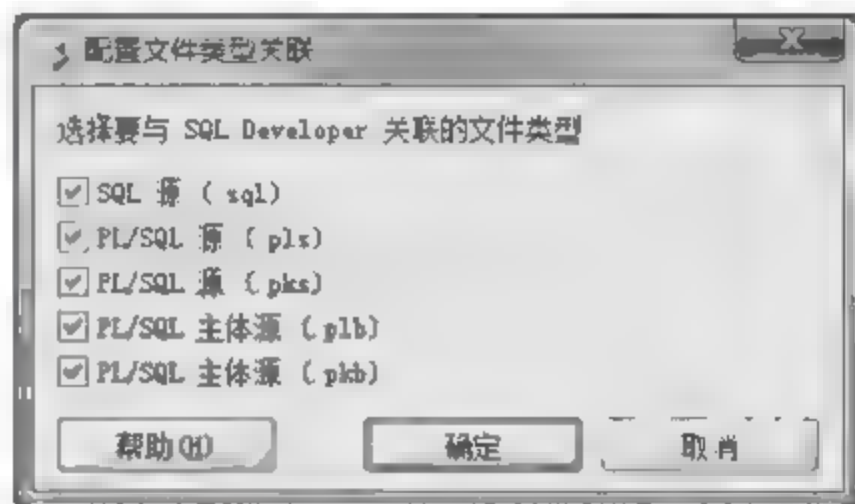 配置文件类型关联
选择要与 SQL Developer 关联的文件类型
SQL 源 (.sql)
PL/SQL 源 (.pls)
PL/SQL 源 (.pks)
PL/SQL 主体源 (.plb)
PL/SQL 主体源 (.pkb)
帮助(H) 确定 取消